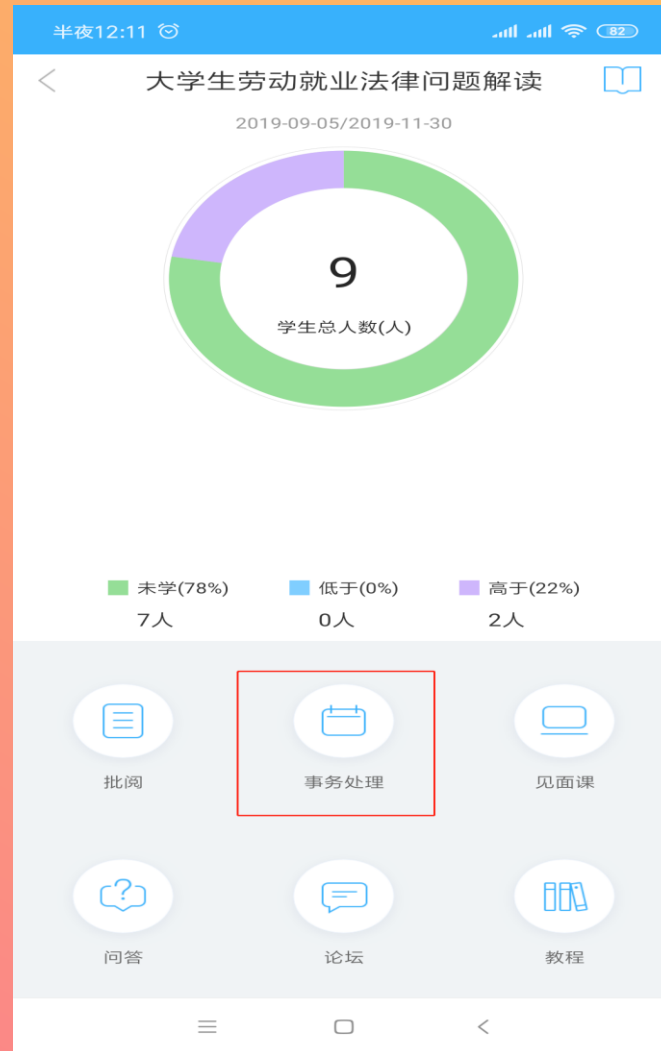 半夜12:11 82
大学生劳动就业法律问题解读
2019-09-05/2019-11-30
9
学生总人数(人)
未学(78%) 低于(0%) 高于(22%)
7人 0人 2人
批阅 事务处理 见面课
问答 论坛 教程